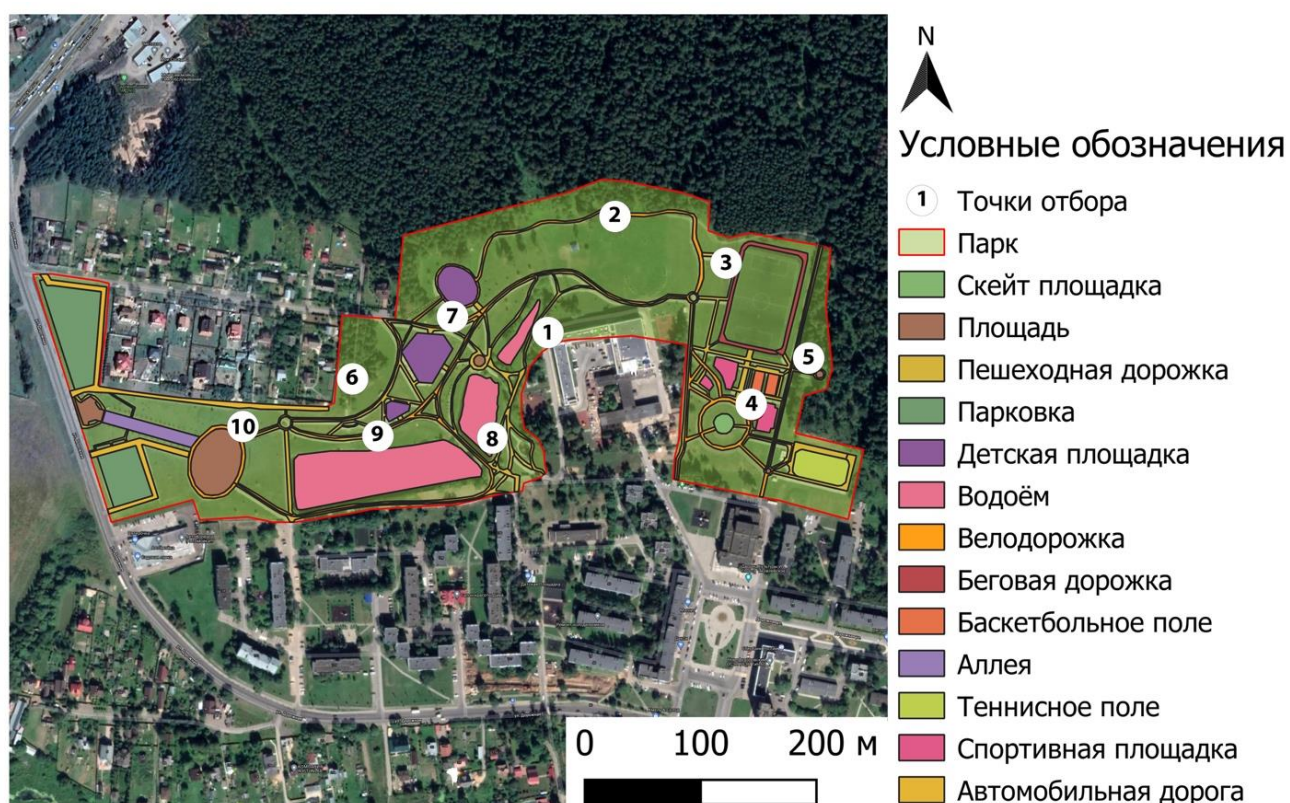 N
Условные обозначения
1 Точки отбора
Парк
Скейт площадка
Площадь
Пешеходная дорожка
Парковка
Детская площадка
Водоём
Велодорожка
Беговая дорожка
Баскетбольное поле
Аллея
Теннисное поле
Спортивная площадка
Автомобильная дорога
2
3
7
1
5
6
4
10
9
8
0 100 200 м